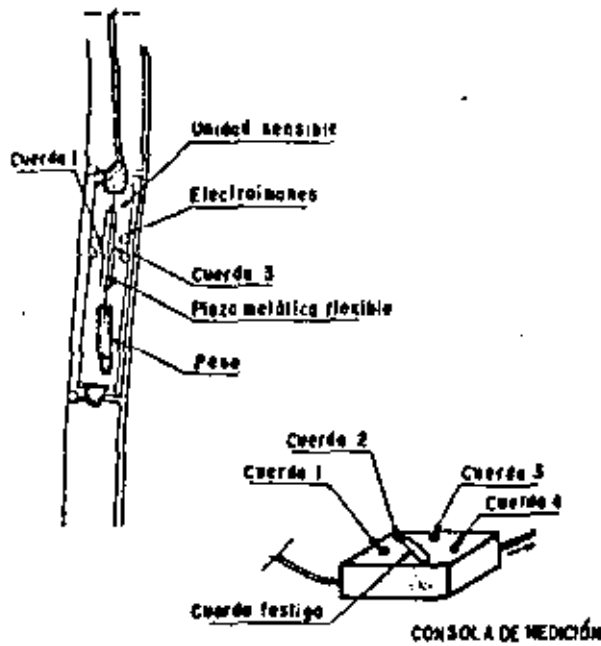 Unidad sensible
Cuerda 1
Electroimanes
Cuerda 3
Pieza metálica flexible
Peso
Cuerda 2
Cuerda 1
Cuerda 3
Cuerda 4
Cuerda testigo
CONSOLA DE MEDICIÓN